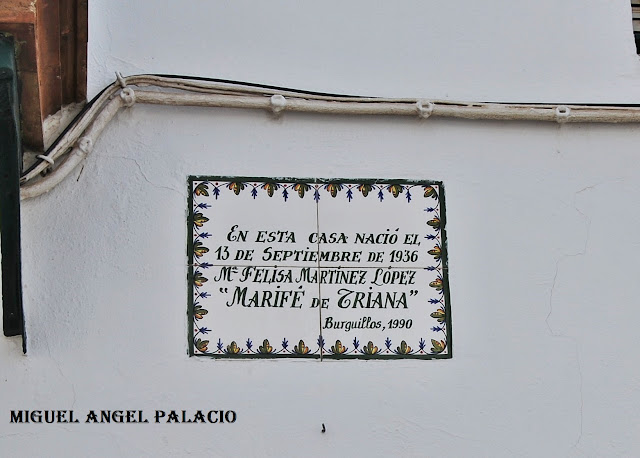 En esta casa nació el
13 de Septiembre de 1936
Mª Felisa Martínez López
"Marifé de Triana"
Burguillos, 1990
MIGUEL ANGEL PALACIO